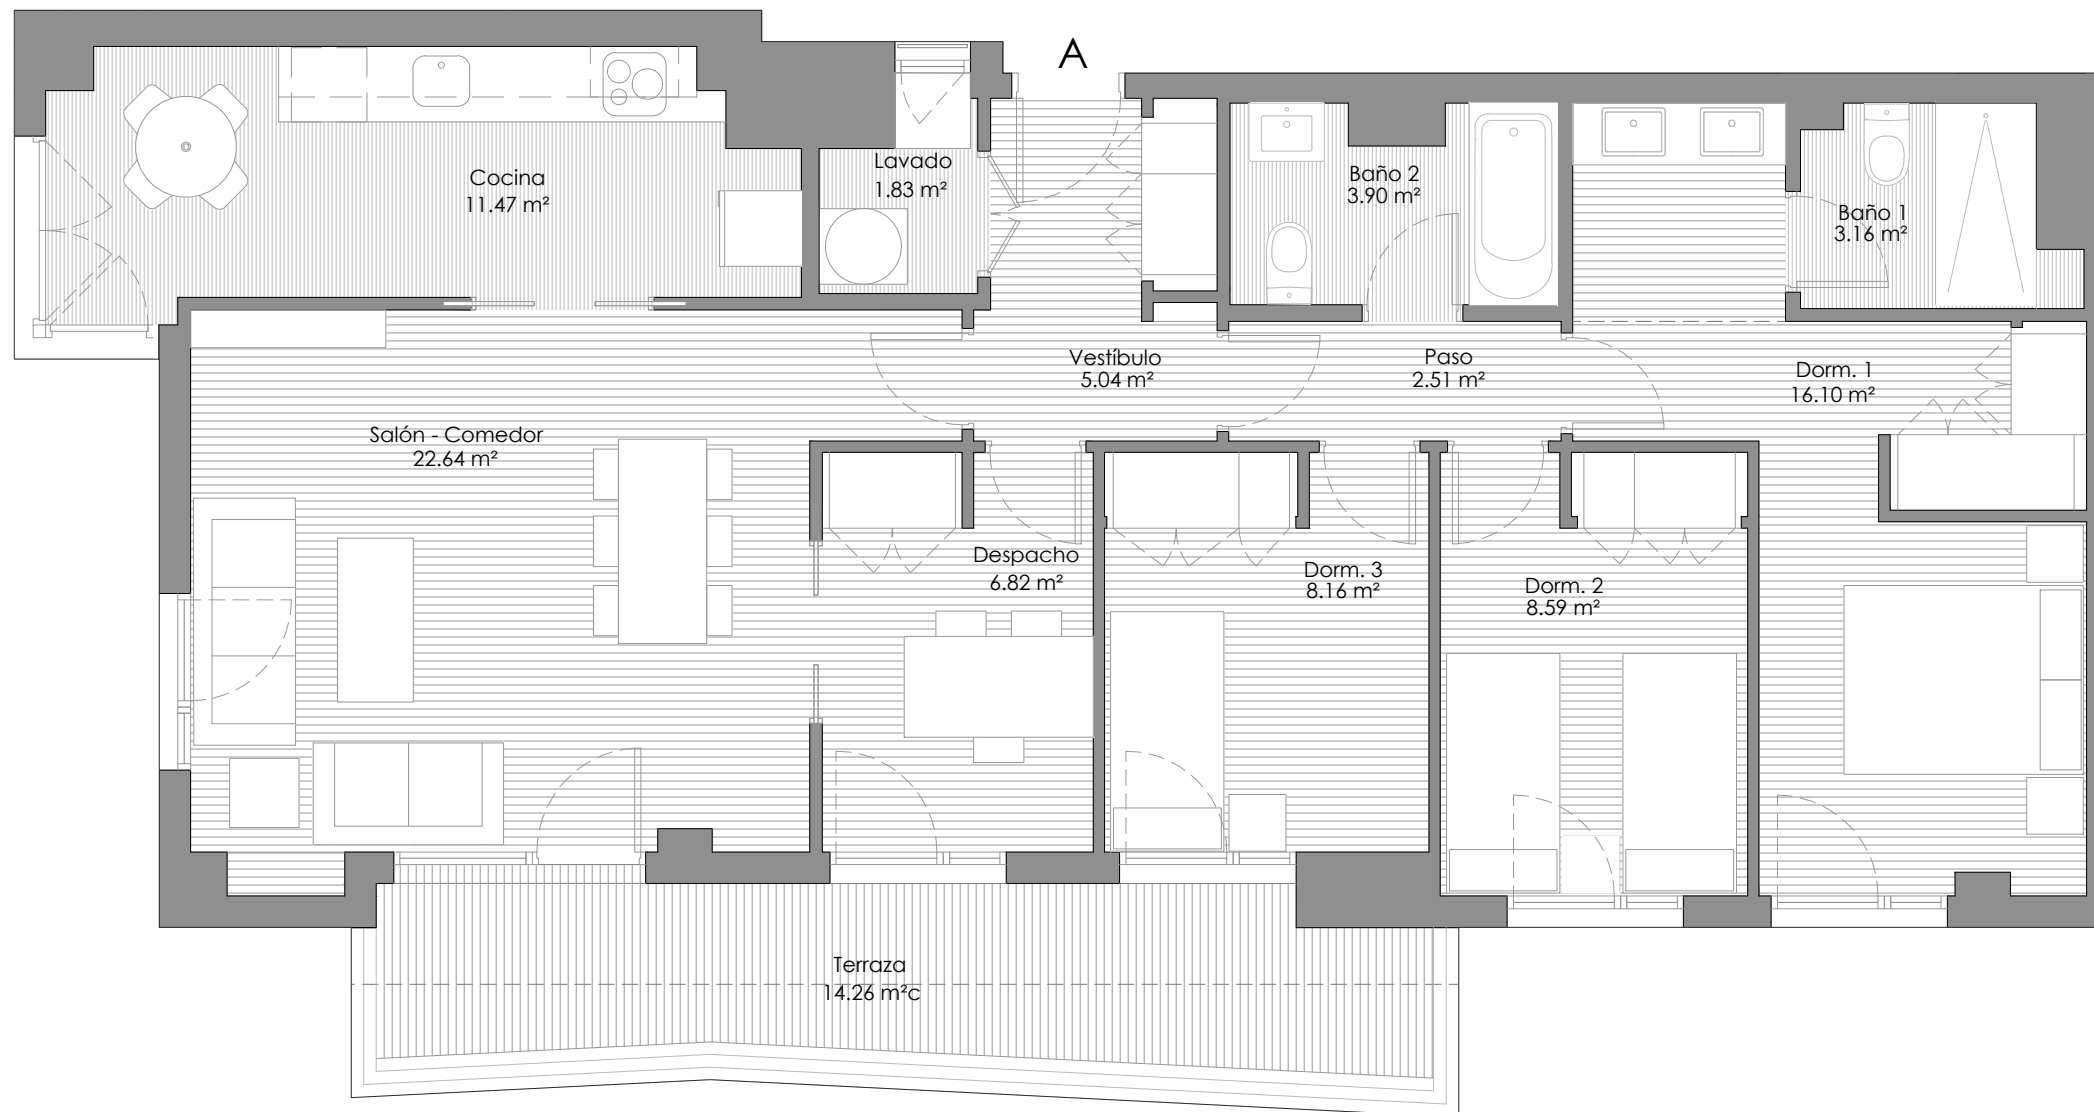 A
Cocina
11.47 m²
Lavado
1.83 m²
Baño 2
3.90 m²
Baño 1
3.16 m²
Vestíbulo
5.04 m²
Paso
2.51 m²
Dorm. 1
16.10 m²
Salón - Comedor
22.64 m²
Despacho
6.82 m²
Dorm. 3
8.16 m²
Dorm. 2
8.59 m²
Terraza
14.26 m²c